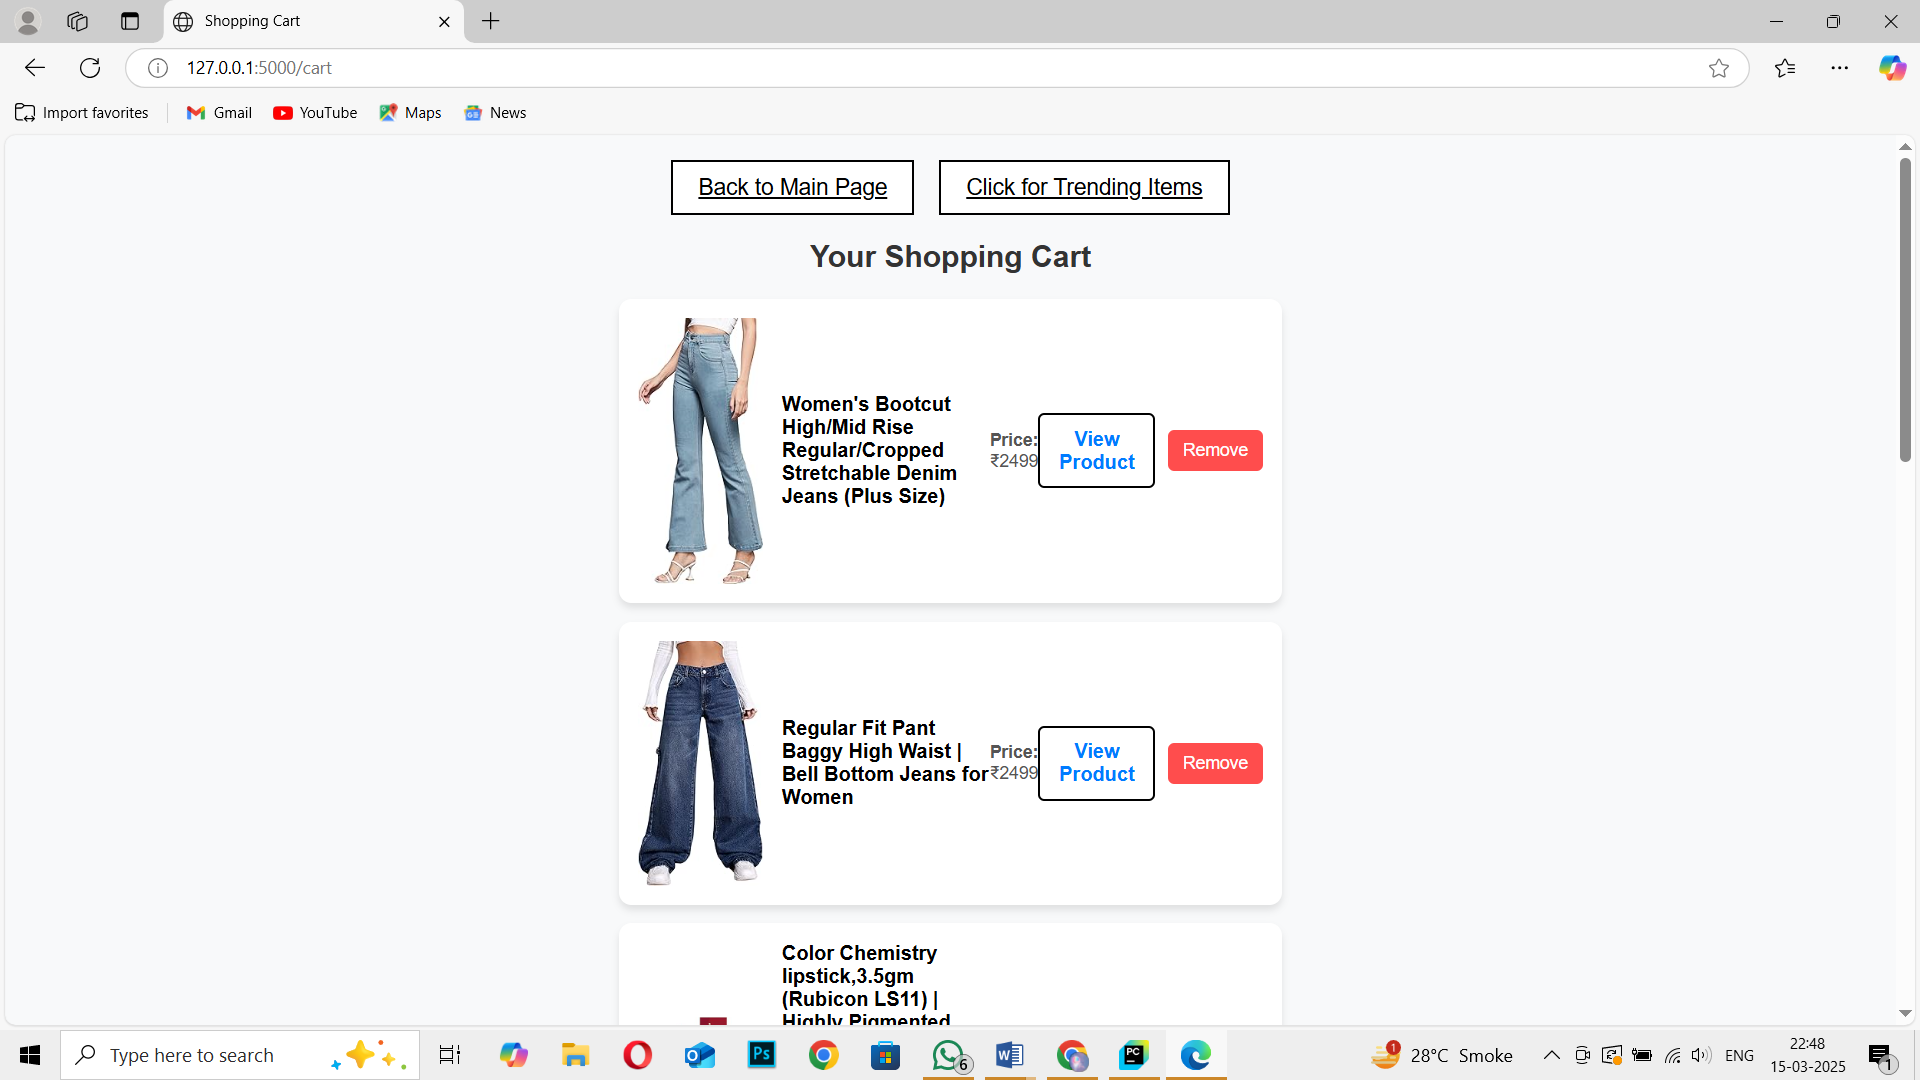 Shopping Cart
127.0.0.1:5000/cart
Import favorites
Gmail
YouTube
Maps
News
Back to Main Page
Click for Trending Items
Your Shopping Cart
Women's Bootcut
High/Mid Rise
Regular/Cropped
Stretchable Denim
Jeans (Plus Size)
Price:
₹2499
View
Product
Remove
Regular Fit Pant
Baggy High Waist |
Bell Bottom Jeans for
Women
Price:
₹2499
View
Product
Remove
Color Chemistry
lipstick,3.5gm
(Rubicon LS11) |
Highly Pigmented
Type here to search
Ps
6
W
PC
1
28°C Smoke
ENG
22:48
15-03-2025
1